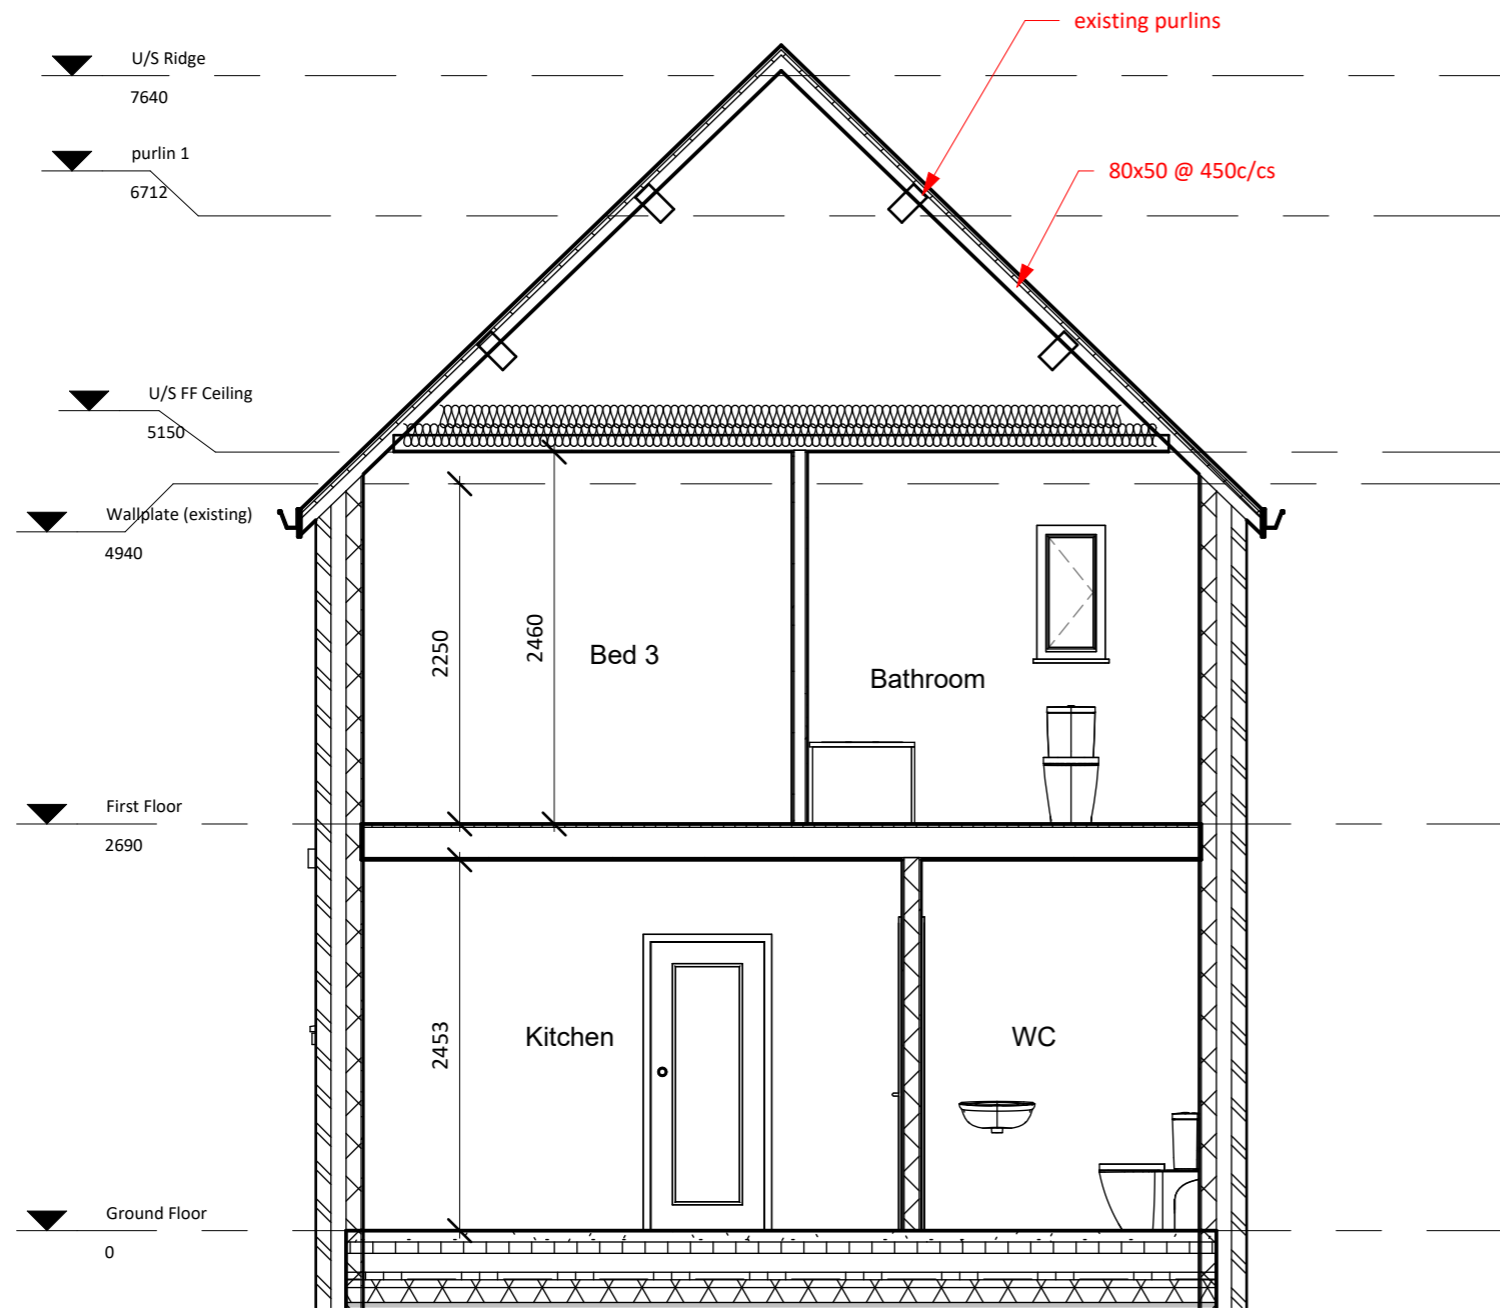 existing purlins
U/S Ridge
7640
purlin 1
6712
80x50 @ 450c/cs
U/S FF Ceiling
5150
Wallplate (existing)
4940
2250
2460
Bed 3
Bathroom
First Floor
2690
2453
Kitchen
WC
Ground Floor
0